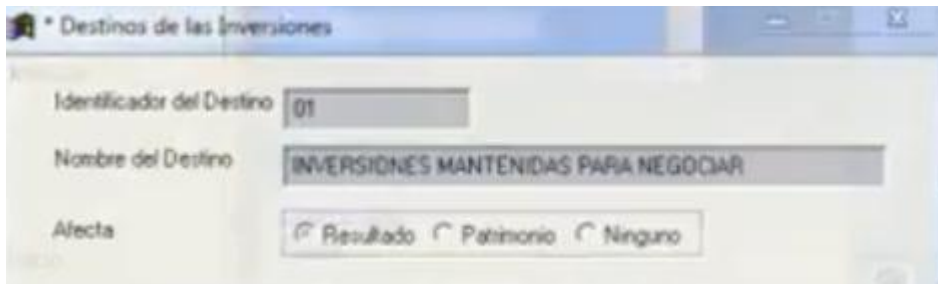 * Destinos de las Inversiones
Identificador del Destino 01
Nombre del Destino INVERSIONES MANTENIDAS PARA NEGOCIAR
Afecta Resultado Patrimonio Ninguno